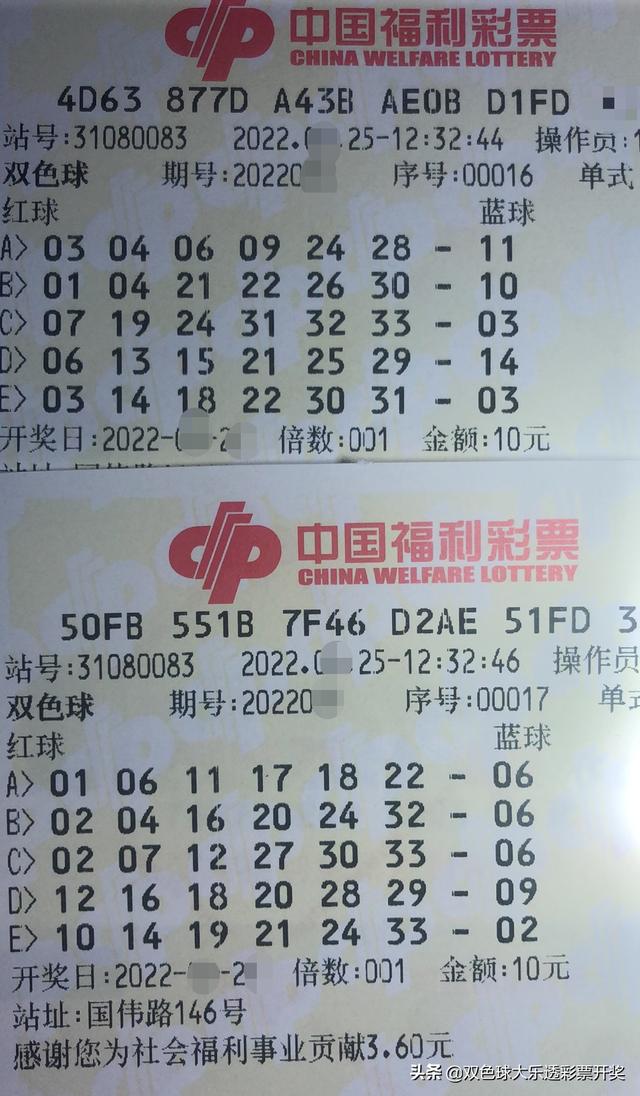 中国福利彩票
CHINA WELFARE LOTTERY
4D63 877D A43B AE0B D1FD
站号:31080083 2022. 25-12:32:44 操作员:1
双色球 期号:20220 序号:00016 单式
红球 蓝球
A> 03 04 06 09 24 28 - 11
B> 01 04 21 22 26 30 - 10
C> 07 19 24 31 32 33 - 03
D> 06 13 15 21 25 29 - 14
E> 03 14 18 22 30 31 - 03
开奖日:2022- -2 倍数:001 金额:10元
中国福利彩票
CHINA WELFARE LOTTERY
50FB 551B 7F46 D2AE 51FD 3
站号:31080083 2022. 25-12:32:46 操作员
双色球 期号:20220 序号:00017 单式
红球 蓝球
A> 01 06 11 17 18 22 - 06
B> 02 04 16 20 24 32 - 06
C> 02 07 12 27 30 33 - 06
D> 12 16 18 20 28 29 - 09
E> 10 14 19 21 24 33 - 02
开奖日:2022- -2 倍数:001 金额:10元
站址:国伟路146号
感谢您为社会福利事业贡献3.60元
头条 @双色球大乐透彩票开奖